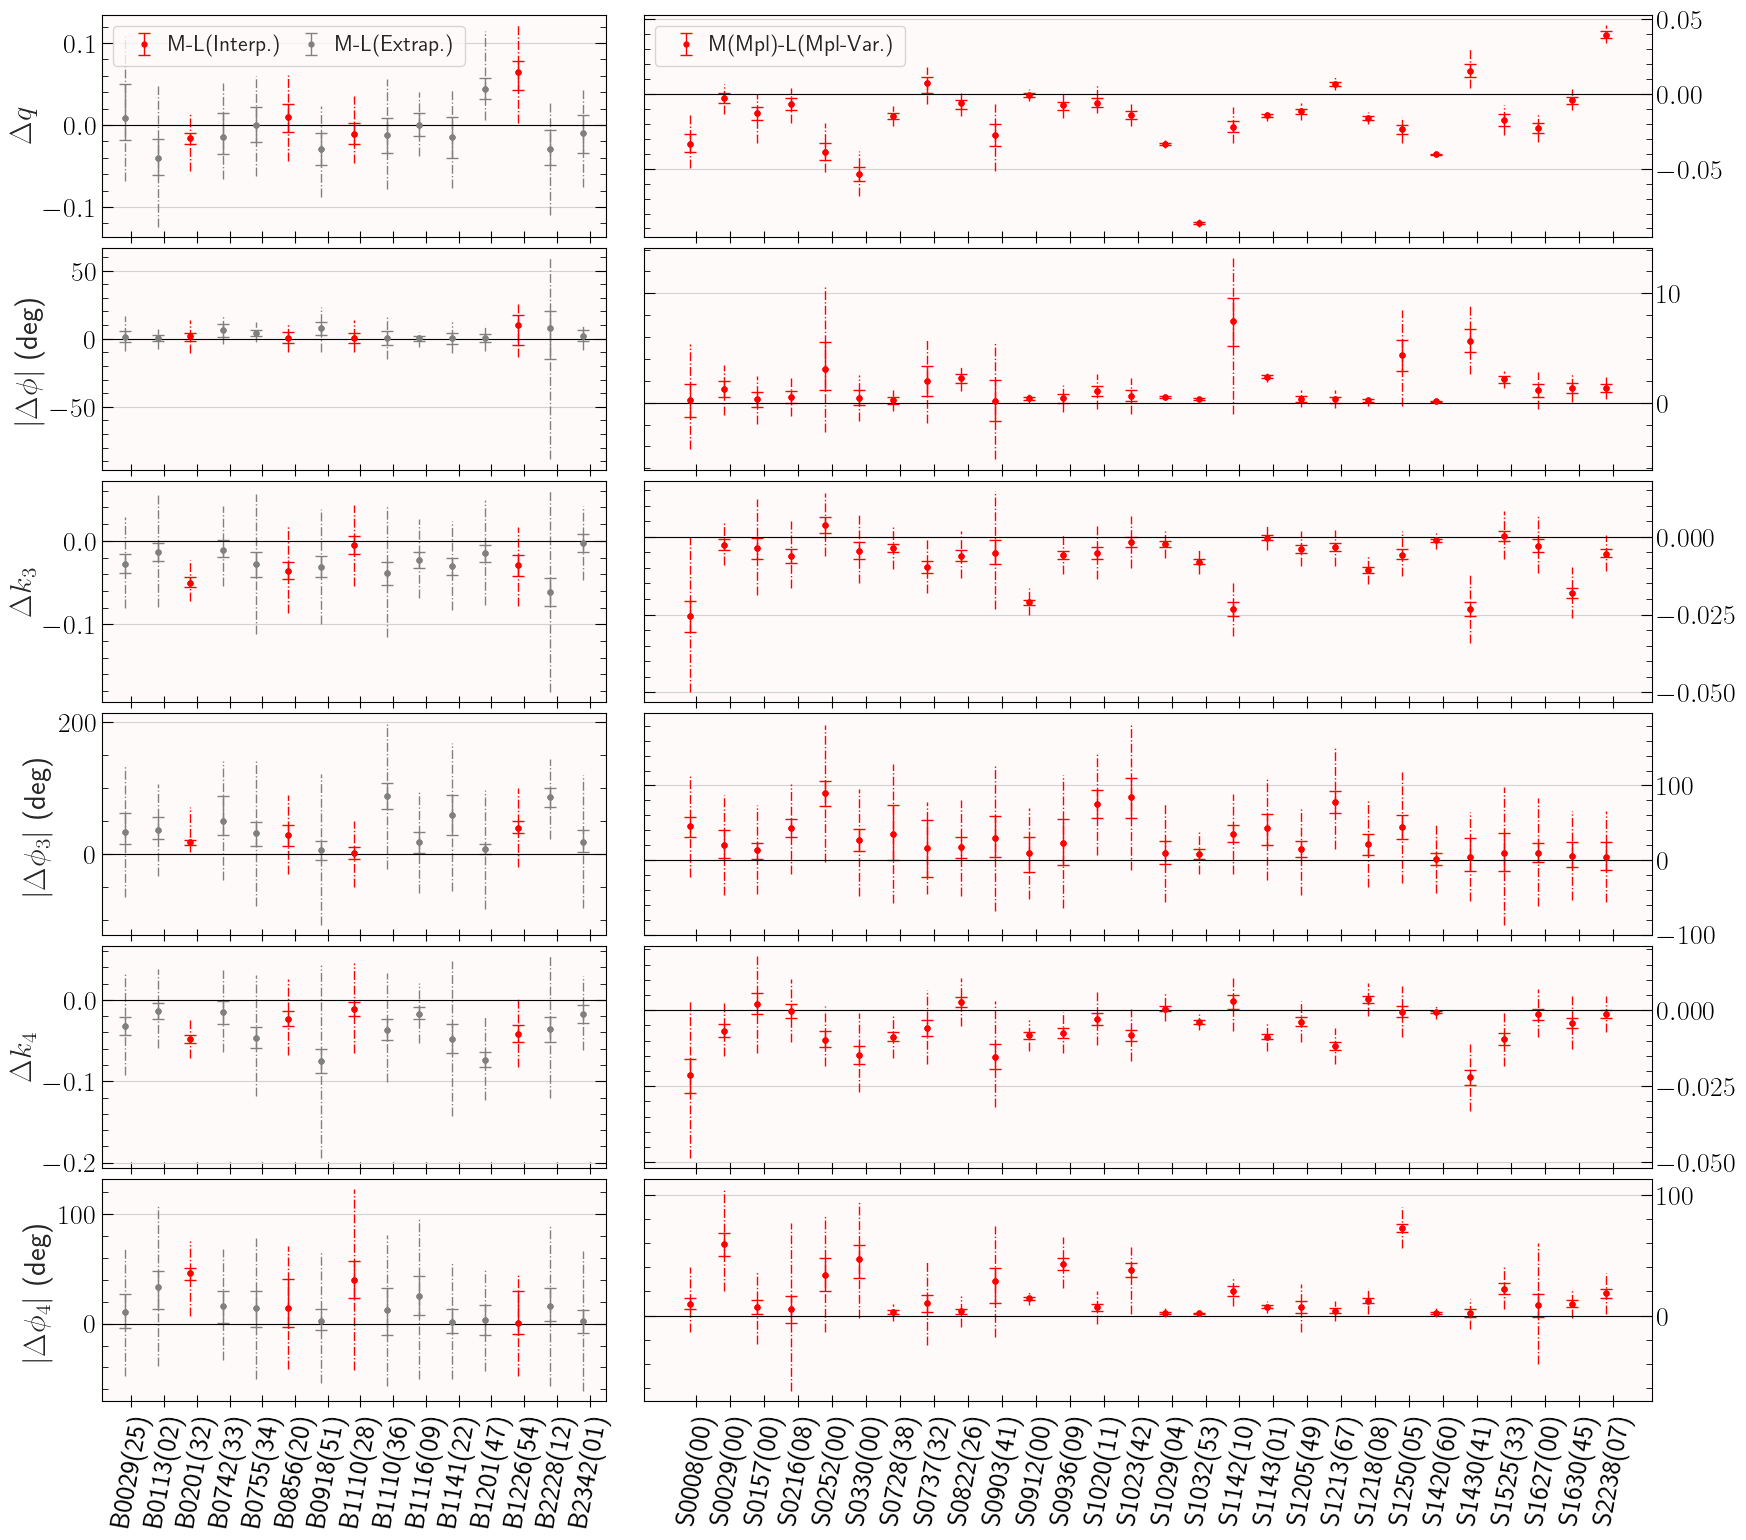 M-L(Interp.) M-L(Extrap.)
M(Mpl)-L(Mpl-Var.)
Δq
0.1
0.0
−0.1
0.05
0.00
−0.05
|Δϕ| (deg)
50
0
−50
10
0
Δk₃
0.0
−0.1
0.000
−0.025
−0.050
|Δϕ₃| (deg)
200
0
100
0
−100
Δk₄
0.0
−0.1
−0.2
0.000
−0.025
−0.050
|Δϕ₄| (deg)
100
0
100
0
B0029(25)
B0113(02)
B0201(32)
B0742(33)
B0755(34)
B0856(20)
B0918(51)
B1110(28)
B1110(36)
B1116(09)
B1141(22)
B1201(47)
B1226(54)
B2228(12)
B2342(01)
S0008(00)
S0029(00)
S0157(00)
S0216(08)
S0252(00)
S0330(00)
S0728(38)
S0737(32)
S0822(26)
S0903(41)
S0912(00)
S0936(09)
S1020(11)
S1023(42)
S1029(04)
S1032(53)
S1142(10)
S1143(01)
S1205(49)
S1213(67)
S1218(08)
S1250(05)
S1420(60)
S1430(41)
S1525(33)
S1627(00)
S1630(45)
S2238(07)